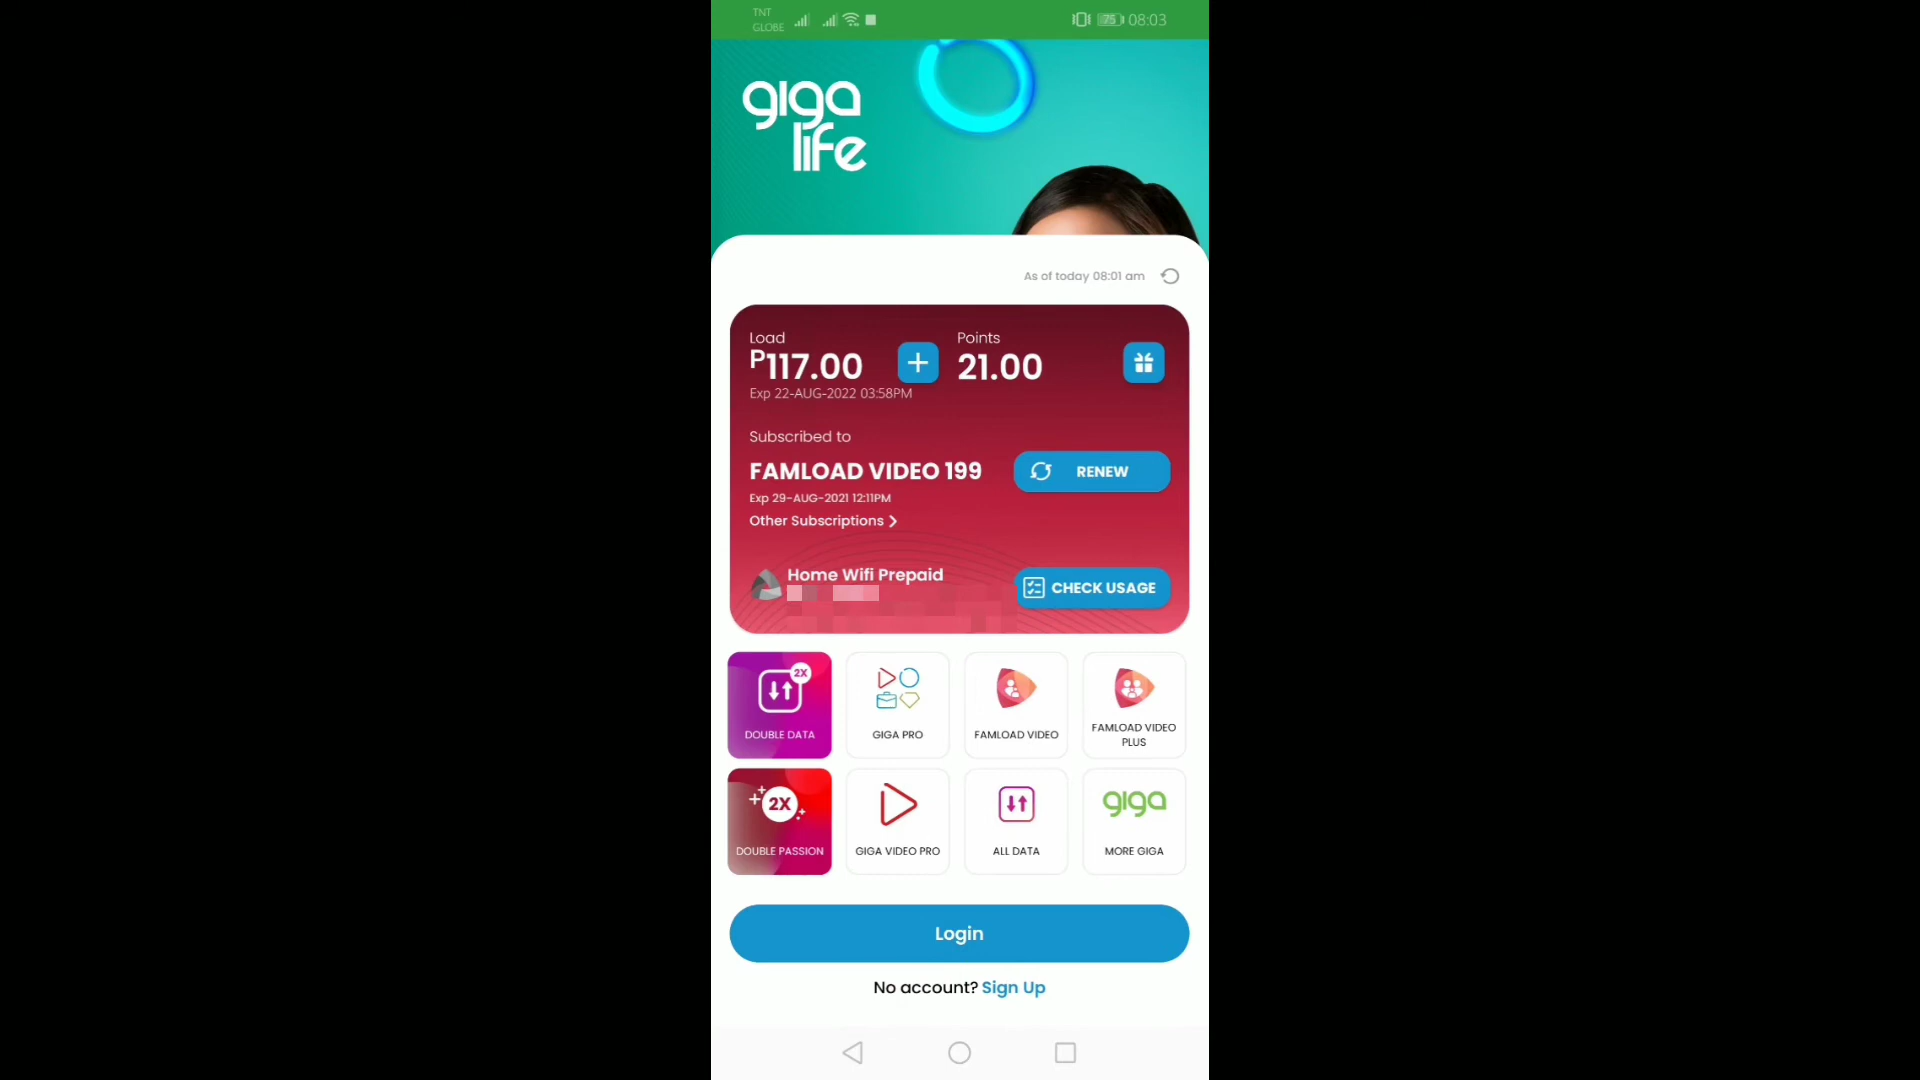 TNT
GLOBE
75 08:03
giga
life
As of today 08:01 am
Load
Points
₱117.00
21.00
Exp 22-AUG-2022 03:58PM
Subscribed to
FAMLOAD VIDEO 199
RENEW
Exp 29-AUG-2021 12:11PM
Other Subscriptions
Home Wifi Prepaid
CHECK USAGE
2X
DOUBLE DATA
GIGA PRO
FAMLOAD VIDEO
FAMLOAD VIDEO
PLUS
2X
DOUBLE PASSION
GIGA VIDEO PRO
ALL DATA
giga
MORE GIGA
Login
No account? Sign Up